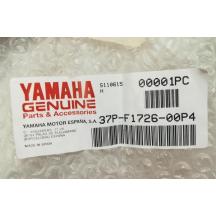 YAMAHA
GENUINE
Parts & Accessories
YAMAHA MOTOR ESPAÑA, S.A.
MADE IN SPAIN
5110615
H
00001PC
37P-F1726-00P4